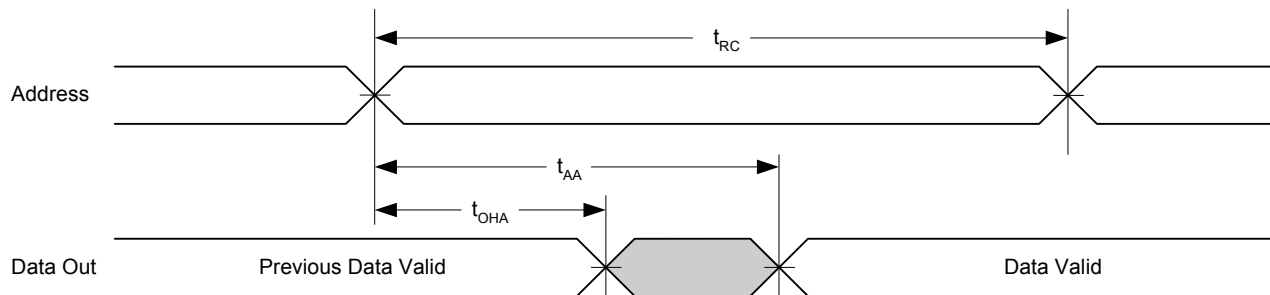 t_RC
Address
t_AA
t_OHA
Data Out
Previous Data Valid
Data Valid